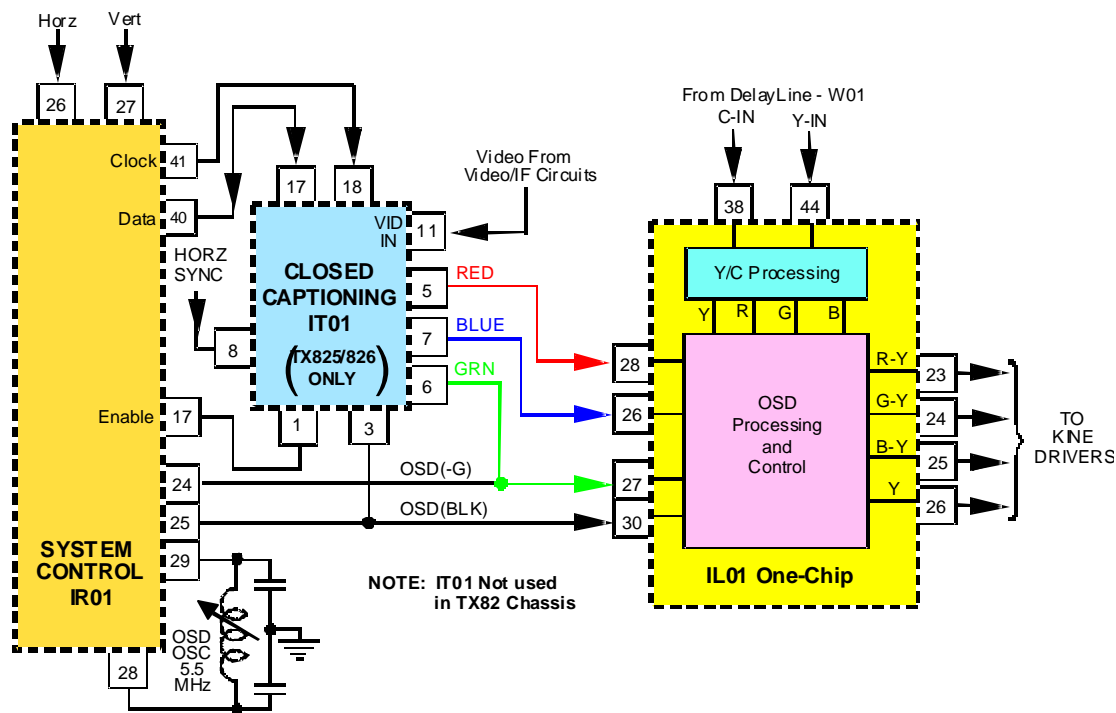 Horz
Vert
26
27
From DelayLine - W01
C-IN
Y-IN
Clock
41
Data
40
17
18
Video From
Video/IF Circuits
38
44
VID
IN
11
HORZ
SYNC
CLOSED
CAPTIONING
IT01
(TX825/826
ONLY)
5
RED
7
BLUE
6
GRN
8
Y/C Processing
Y
R
G
B
28
26
27
30
OSD
Processing
and
Control
R-Y
23
G-Y
24
B-Y
25
Y
26
TO
KINE
DRIVERS
Enable
17
1
3
24
OSD(-G)
25
OSD(BLK)
29
SYSTEM
CONTROL
IR01
28
OSD
OSC
5.5
MHz
NOTE: IT01 Not used
in TX82 Chassis
IL01 One-Chip